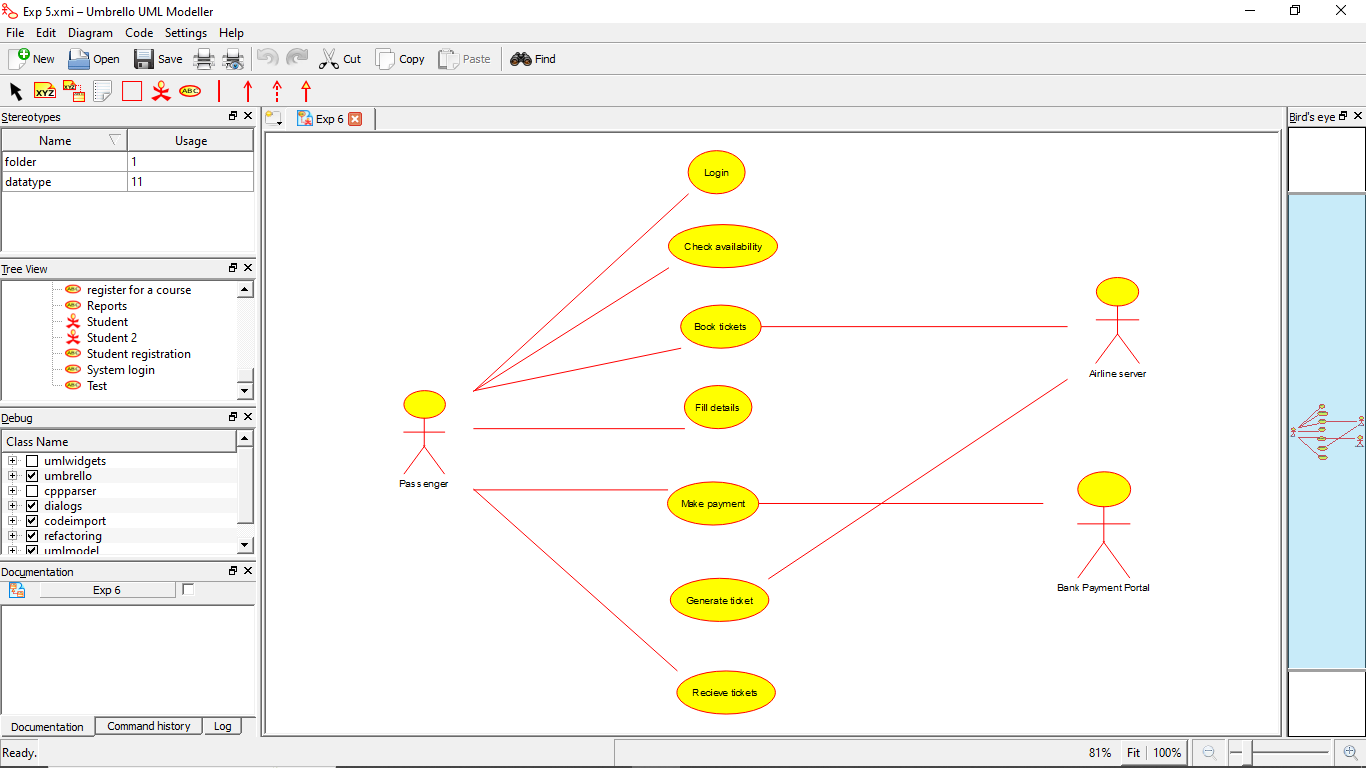 Exp 5.xmi – Umbrello UML Modeller
File Edit Diagram Code Settings Help
New Open Save Cut Copy Paste Find
XYZ XYZ ABC
Stereotypes
Name Usage
folder 1
datatype 11
Tree View
register for a course
Reports
Student
Student 2
Student registration
System login
Test
Debug
Class Name
umlwidgets
umbrello
cppparser
dialogs
codeimport
refactoring
umlmodel
Documentation
Exp 6
Documentation Command history Log
Exp 6
Login
Check availability
Book tickets
Fill details
Make payment
Generate ticket
Recieve tickets
Passenger
Airline server
Bank Payment Portal
Bird's eye
Ready.
81% Fit 100%